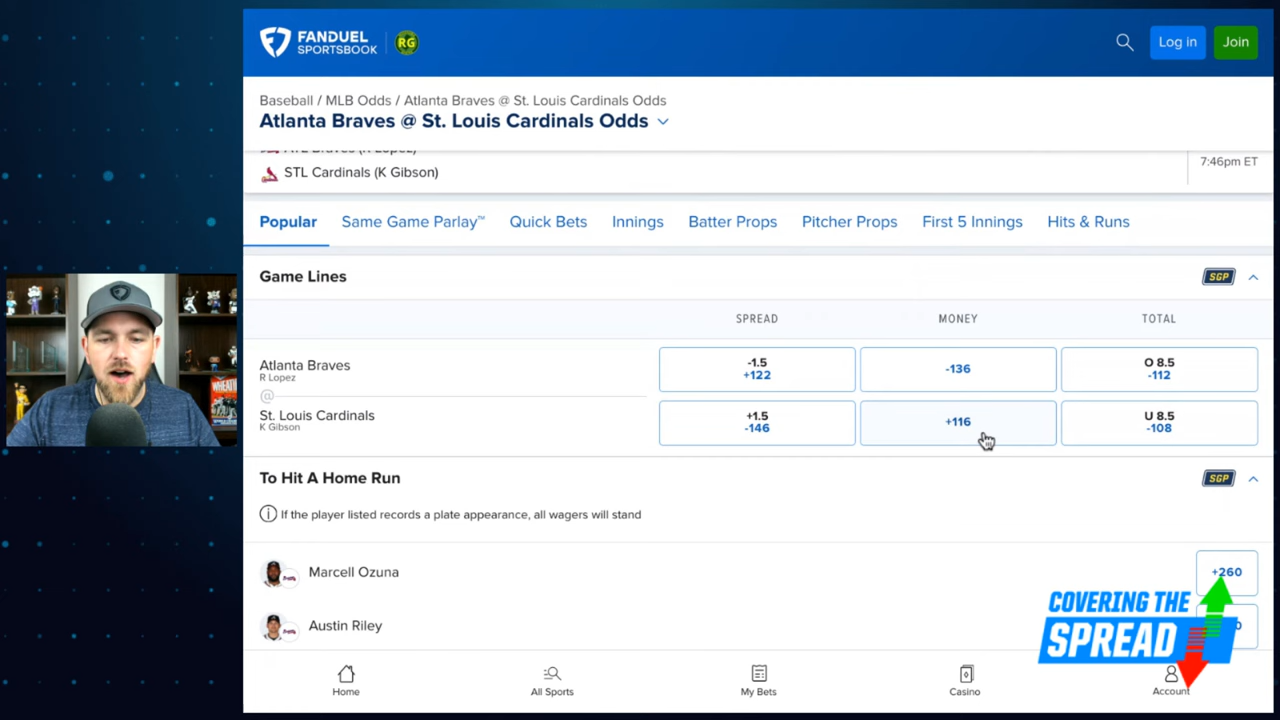 FANDUEL
SPORTSBOOK
RG
Log in
Join
Baseball / MLB Odds / Atlanta Braves @ St. Louis Cardinals Odds
Atlanta Braves @ St. Louis Cardinals Odds
ATL Braves (R Lopez)
STL Cardinals (K Gibson)
7:46pm ET
Popular
Same Game Parlay™
Quick Bets
Innings
Batter Props
Pitcher Props
First 5 Innings
Hits & Runs
Game Lines
SGP
SPREAD
MONEY
TOTAL
Atlanta Braves
R Lopez
-1.5
+122
-136
O 8.5
-112
@
St. Louis Cardinals
K Gibson
+1.5
-146
+116
U 8.5
-108
To Hit A Home Run
SGP
If the player listed records a plate appearance, all wagers will stand
Marcell Ozuna
+260
Austin Riley
COVERING THE
SPREAD
Home
All Sports
My Bets
Casino
Account
WHEATIES